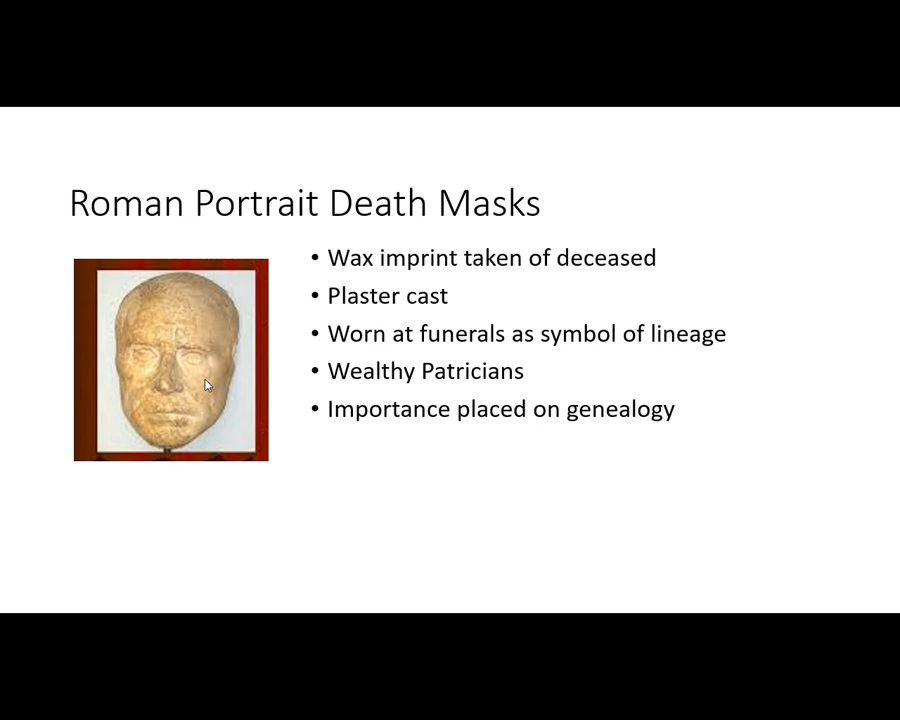 Roman Portrait Death Masks
• Wax imprint taken of deceased
• Plaster cast
• Worn at funerals as symbol of lineage
• Wealthy Patricians
• Importance placed on genealogy